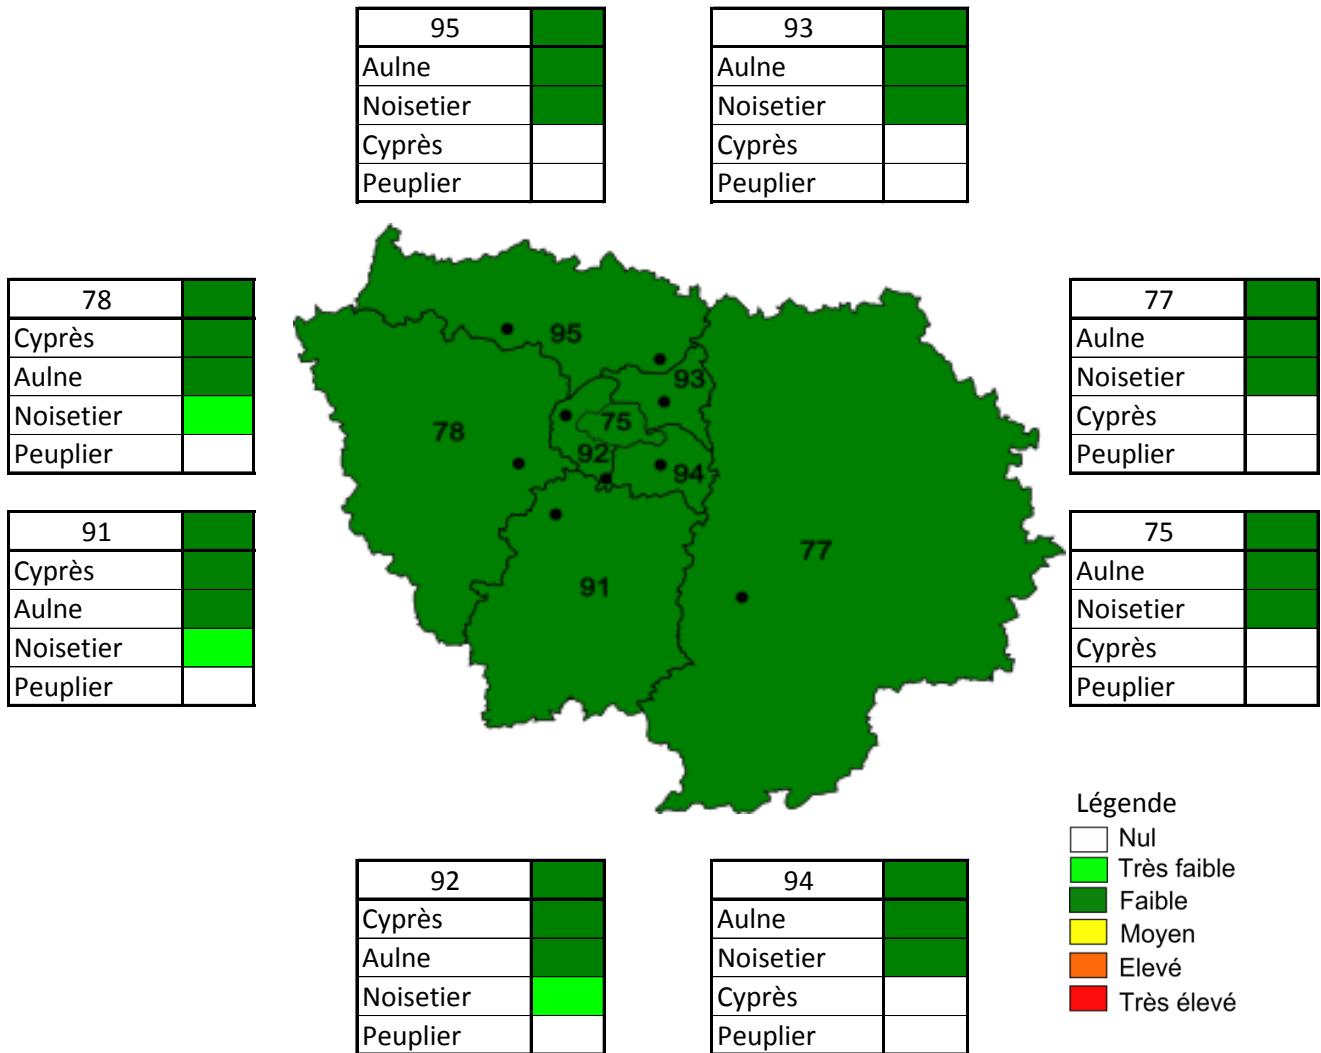 95
Aulne
Noisetier
Cyprès
Peuplier
93
Aulne
Noisetier
Cyprès
Peuplier
78
Cyprès
Aulne
Noisetier
Peuplier
91
Cyprès
Aulne
Noisetier
Peuplier
95
93
75
78
92
94
77
91
77
Aulne
Noisetier
Cyprès
Peuplier
75
Aulne
Noisetier
Cyprès
Peuplier
92
Cyprès
Aulne
Noisetier
Peuplier
94
Aulne
Noisetier
Cyprès
Peuplier
Légende
Nul
Très faible
Faible
Moyen
Elevé
Très élevé